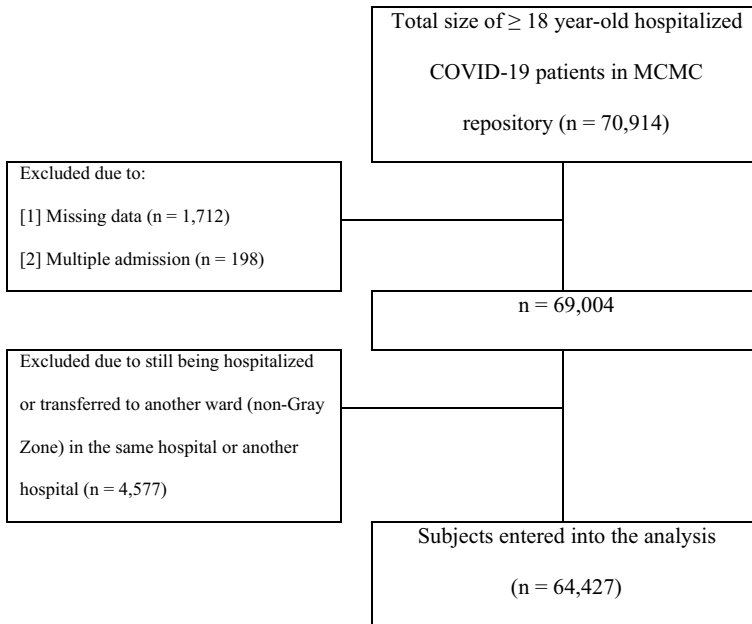 Total size of ≥ 18 year-old hospitalized
COVID-19 patients in MCMC
repository (n = 70,914)
Excluded due to:
[1] Missing data (n = 1,712)
[2] Multiple admission (n = 198)
n = 69,004
Excluded due to still being hospitalized
or transferred to another ward (non-Gray
Zone) in the same hospital or another
hospital (n = 4,577)
Subjects entered into the analysis
(n = 64,427)